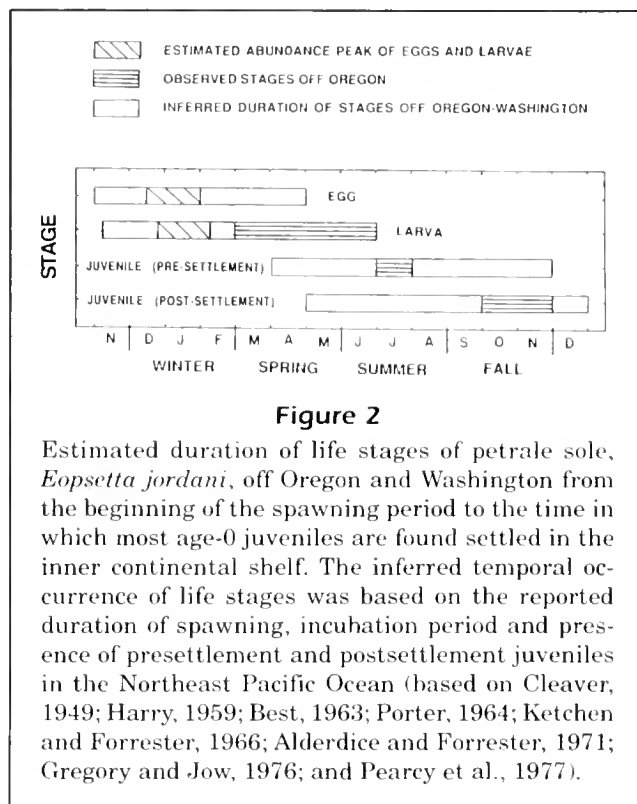 ESTIMATED ABUNDANCE PEAK OF EGGS AND LARVAE
OBSERVED STAGES OFF OREGON
INFERRED DURATION OF STAGES OFF OREGON-WASHINGTON
STAGE
EGG
LARVA
JUVENILE (PRE-SETTLEMENT)
JUVENILE (POST-SETTLEMENT)
N D J F M A M J J A S O N D
WINTER SPRING SUMMER FALL
Figure 2
Estimated duration of life stages of petrale sole,
Eopsetta jordani, off Oregon and Washington from
the beginning of the spawning period to the time in
which most age-0 juveniles are found settled in the
inner continental shelf. The inferred temporal oc-
currence of life stages was based on the reported
duration of spawning, incubation period and pres-
ence of presettlement and postsettlement juveniles
in the Northeast Pacific Ocean (based on Cleaver,
1949; Harry, 1959; Best, 1963; Porter, 1964; Ketchen
and Forrester, 1966; Alderdice and Forrester, 1971;
Gregory and Jow, 1976; and Pearcy et al., 1977).